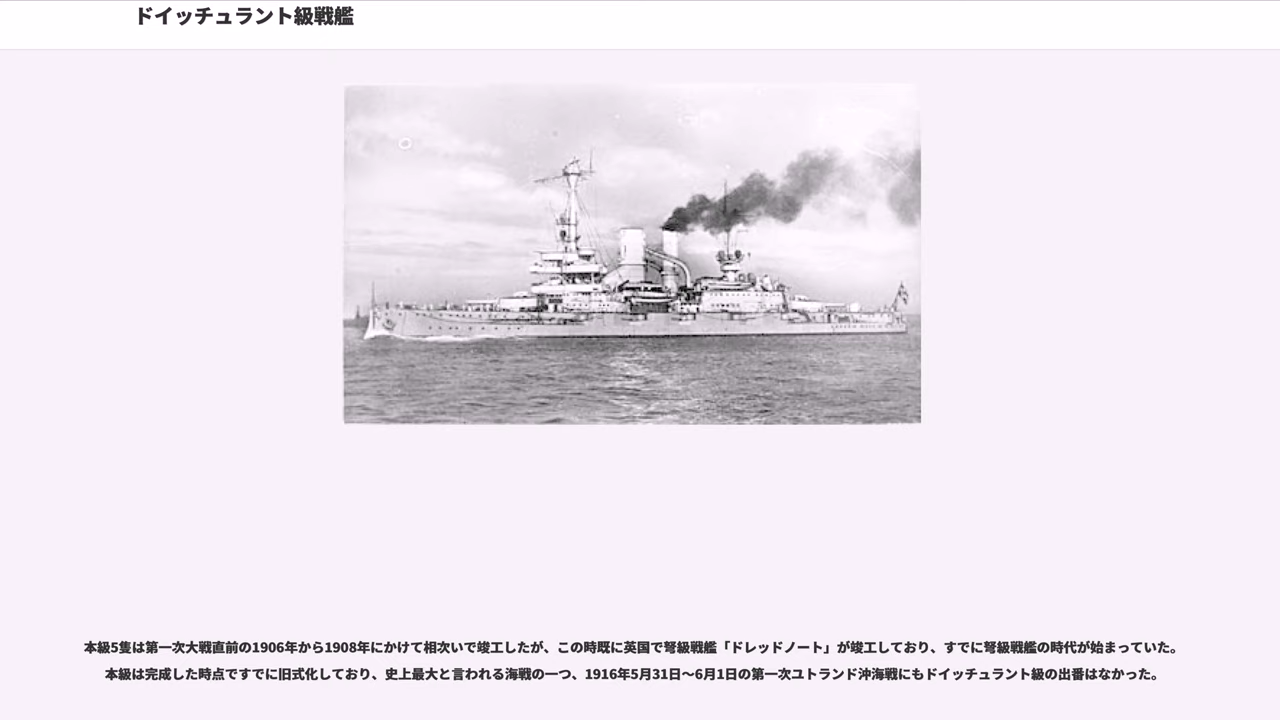 ドイッチュラント級戦艦
本級5隻は第一次大戦直前の1906年から1908年にかけて相次いで竣工したが、この時既に英国で弩級戦艦「ドレッドノート」が竣工しており、すでに弩級戦艦の時代が始まっていた。
本級は完成した時点ですでに旧式化しており、史上最大と言われる海戦の一つ、1916年5月31日〜6月1日の第一次ユトランド沖海戦にもドイッチュラント級の出番はなかった。